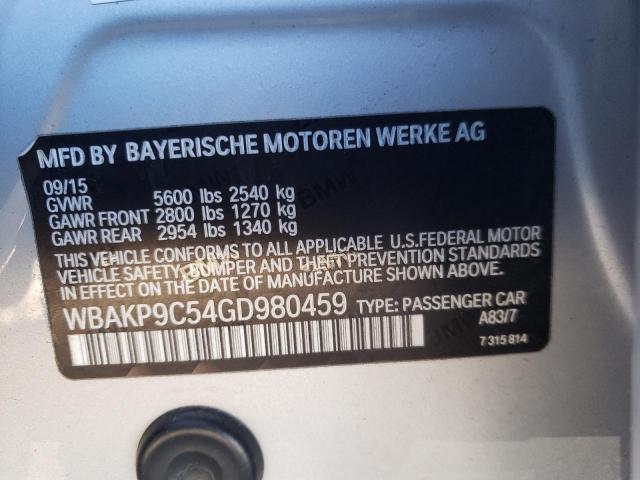 MFD BY BAYERISCHE MOTOREN WERKE AG
09/15
GVWR 5600 lbs 2540 kg
GAWR FRONT 2800 lbs 1270 kg
GAWR REAR 2954 lbs 1340 kg
THIS VEHICLE CONFORMS TO ALL APPLICABLE U.S.FEDERAL MOTOR
VEHICLE SAFETY, BUMPER AND THEFT PREVENTION STANDARDS
IN EFFECT ON THE DATE OF MANUFACTURE SHOWN ABOVE.
WBAKP9C54GD980459 TYPE: PASSENGER CAR
A83/7
7 315 814
BMW